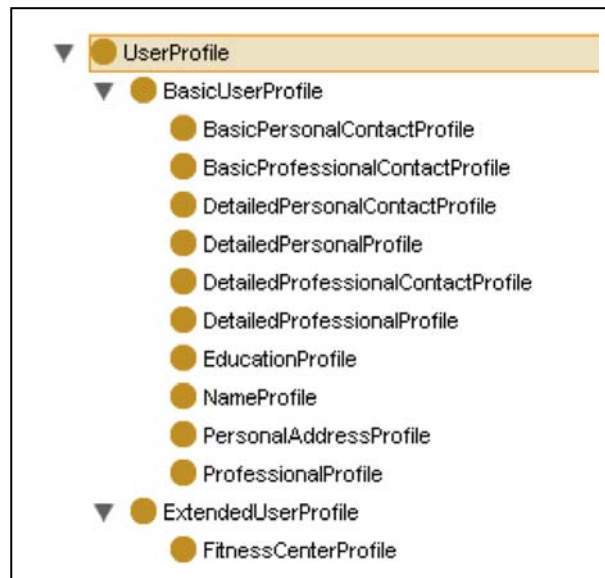 UserProfile
BasicUserProfile
BasicPersonalContactProfile
BasicProfessionalContactProfile
DetailedPersonalContactProfile
DetailedPersonalProfile
DetailedProfessionalContactProfile
DetailedProfessionalProfile
EducationProfile
NameProfile
PersonalAddressProfile
ProfessionalProfile
ExtendedUserProfile
FitnessCenterProfile